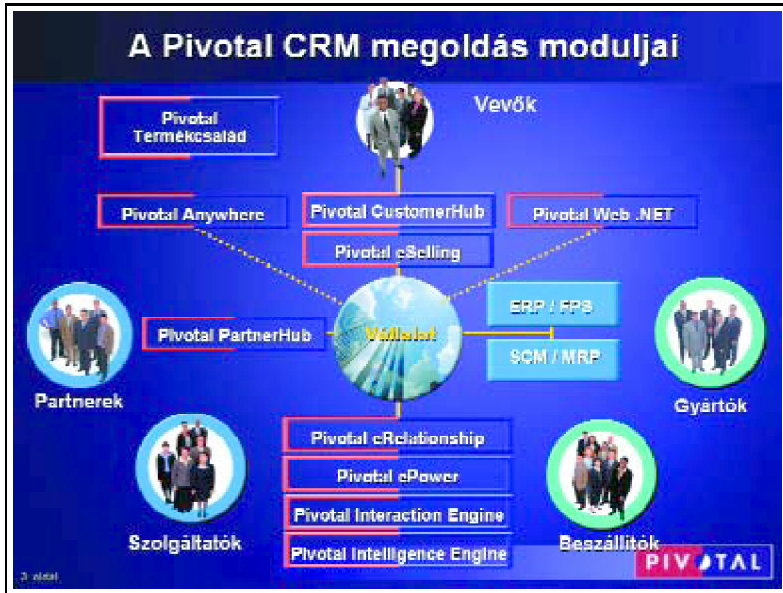 A Pivotal CRM megoldás moduljai
Vevők
Pivotal
Termékcsalád
Pivotal Anywhere
Pivotal CustomerHub
Pivotal Web .NET
Pivotal eSelling
ERP / FPS
Pivotal PartnerHub
Vállalat
SCM / MRP
Partnerek
Gyártók
Pivotal eRelationship
Pivotal ePower
Pivotal Interaction Engine
Szolgáltatók
Beszállítók
Pivotal Intelligence Engine
PIVOTAL
3. oldal